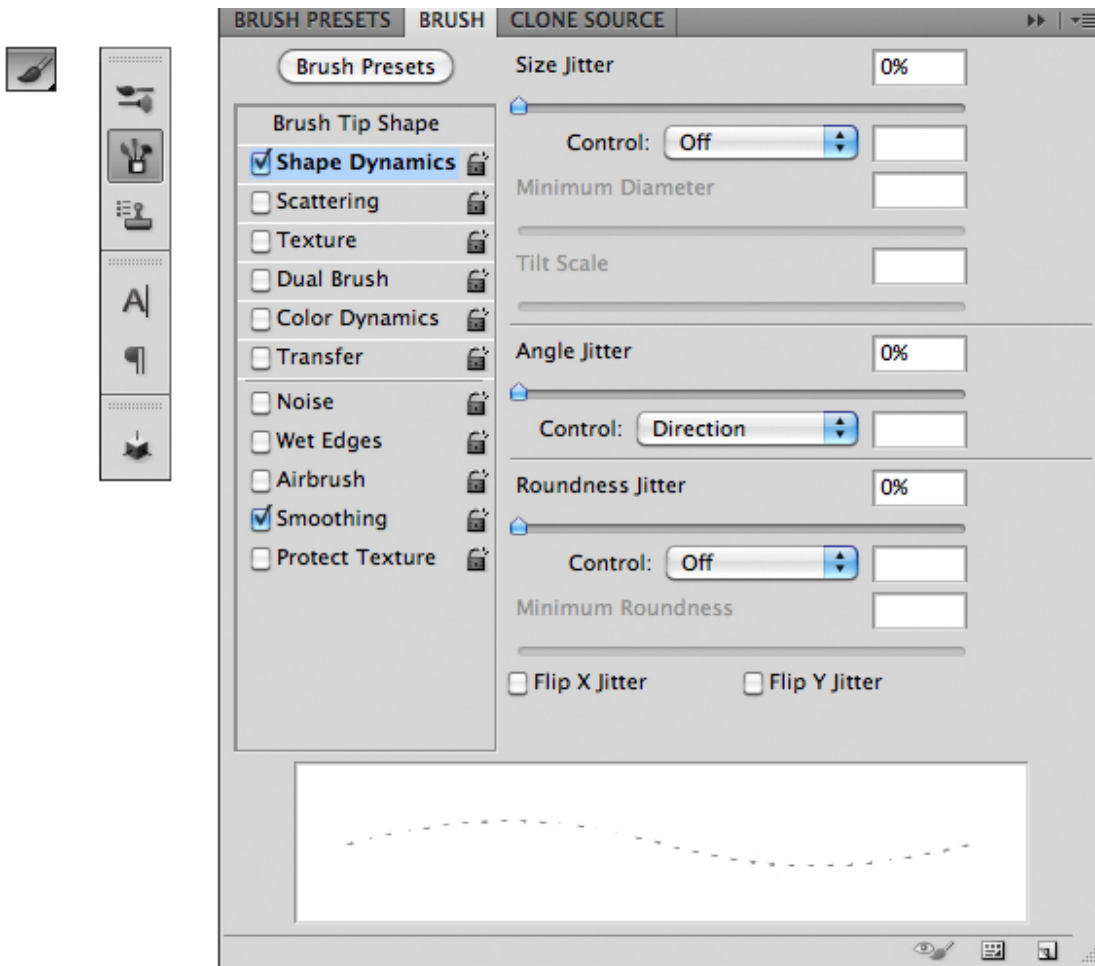 BRUSH PRESETS BRUSH CLONE SOURCE
Brush Presets
Brush Tip Shape
Shape Dynamics
Scattering
Texture
Dual Brush
Color Dynamics
Transfer
Noise
Wet Edges
Airbrush
Smoothing
Protect Texture
Size Jitter 0%
Control: Off
Minimum Diameter
Tilt Scale
Angle Jitter 0%
Control: Direction
Roundness Jitter 0%
Control: Off
Minimum Roundness
Flip X Jitter Flip Y Jitter
A
¶